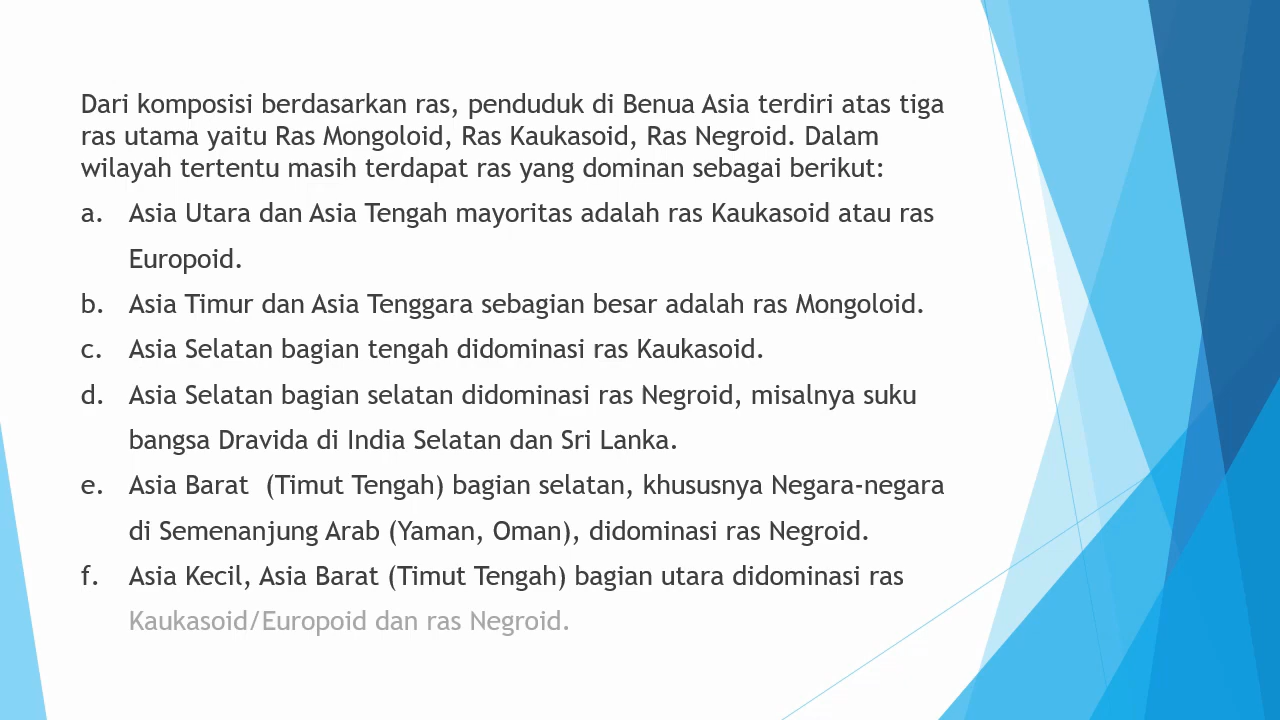 Dari komposisi berdasarkan ras, penduduk di Benua Asia terdiri atas tiga
ras utama yaitu Ras Mongoloid, Ras Kaukasoid, Ras Negroid. Dalam
wilayah tertentu masih terdapat ras yang dominan sebagai berikut:
a. Asia Utara dan Asia Tengah mayoritas adalah ras Kaukasoid atau ras
Europoid.
b. Asia Timur dan Asia Tenggara sebagian besar adalah ras Mongoloid.
c. Asia Selatan bagian tengah didominasi ras Kaukasoid.
d. Asia Selatan bagian selatan didominasi ras Negroid, misalnya suku
bangsa Dravida di India Selatan dan Sri Lanka.
e. Asia Barat (Timut Tengah) bagian selatan, khususnya Negara-negara
di Semenanjung Arab (Yaman, Oman), didominasi ras Negroid.
f. Asia Kecil, Asia Barat (Timut Tengah) bagian utara didominasi ras
Kaukasoid/Europoid dan ras Negroid.